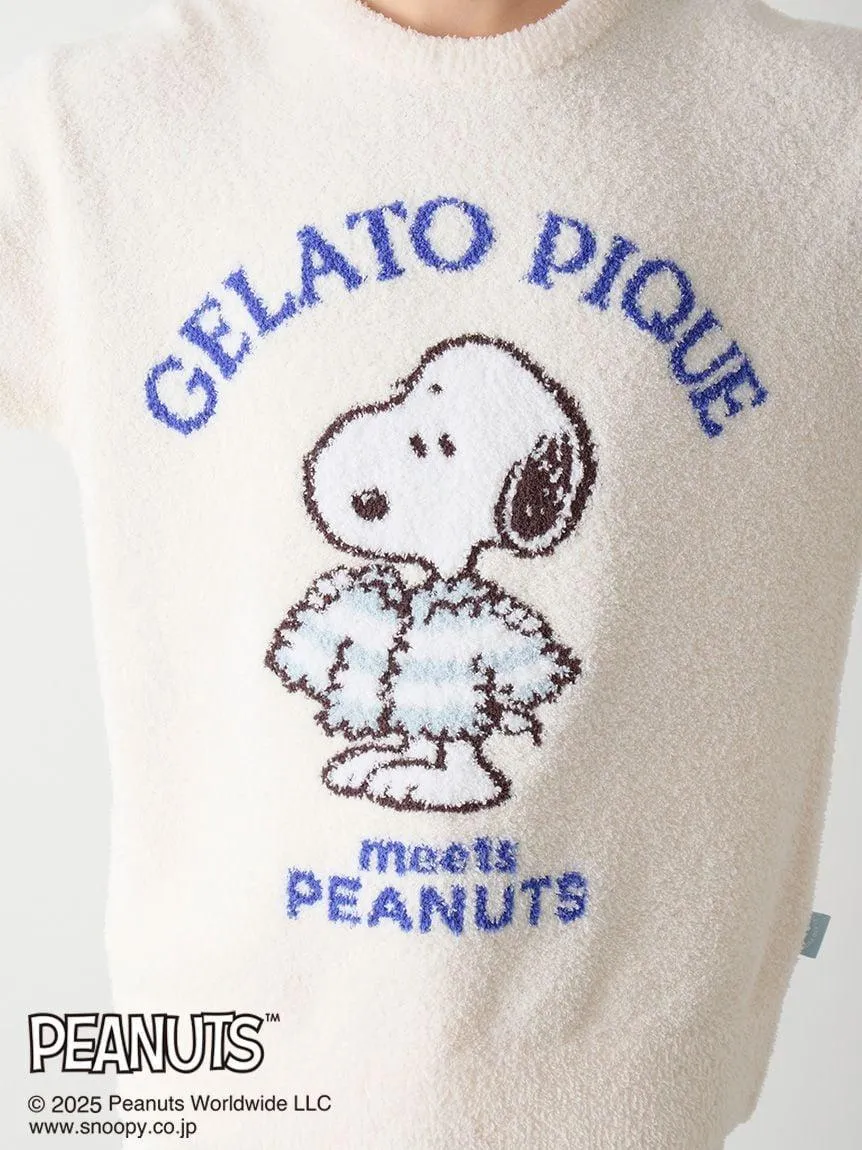 GELATO PIQUE
meets
PEANUTS
PEANUTS™
© 2025 Peanuts Worldwide LLC
www.snoopy.co.jp